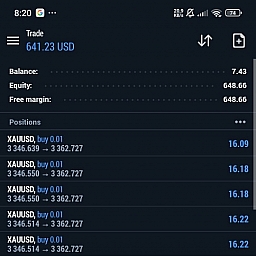 8:20
29.0
KB/S
74
Trade
641.23 USD
Balance: 7.43
Equity: 648.66
Free margin: 648.66
Positions
XAUUSD, buy 0.01
3 346.639 → 3 362.727 16.09
XAUUSD, buy 0.01
3 346.550 → 3 362.727 16.18
XAUUSD, buy 0.01
3 346.550 → 3 362.727 16.18
XAUUSD, buy 0.01
3 346.514 → 3 362.727 16.22
XAUUSD, buy 0.01
3 346.514 → 3 362.727 16.22